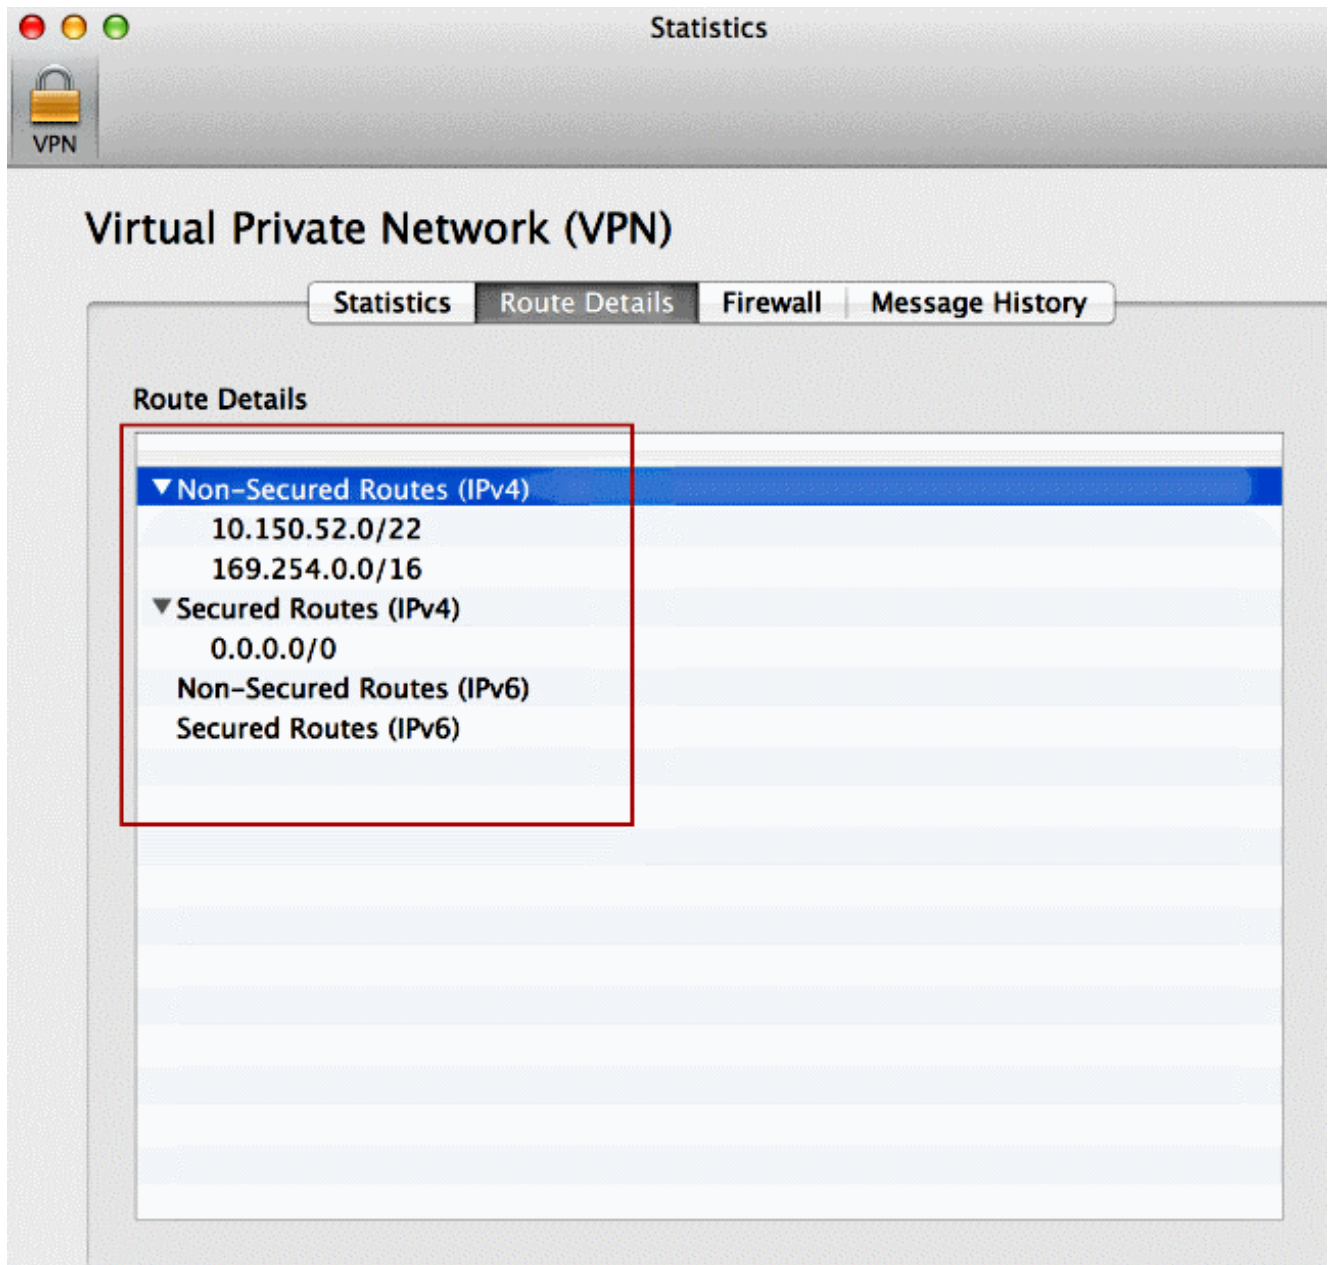 Statistics
VPN
Virtual Private Network (VPN)
Statistics Route Details Firewall Message History
Route Details
Non-Secured Routes (IPv4)
10.150.52.0/22
169.254.0.0/16
Secured Routes (IPv4)
0.0.0.0/0
Non-Secured Routes (IPv6)
Secured Routes (IPv6)